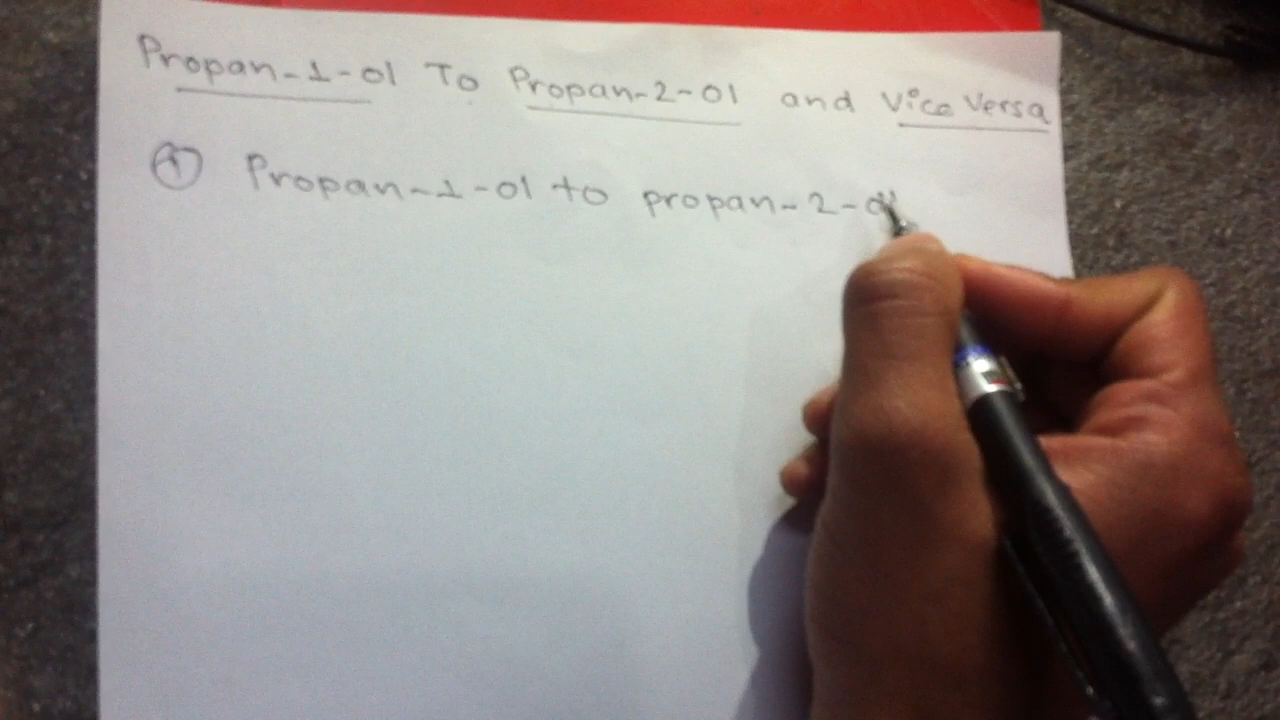 Propan-1-ol To Propan-2-ol and Vice Versa
① Propan-1-ol to propan-2-ol